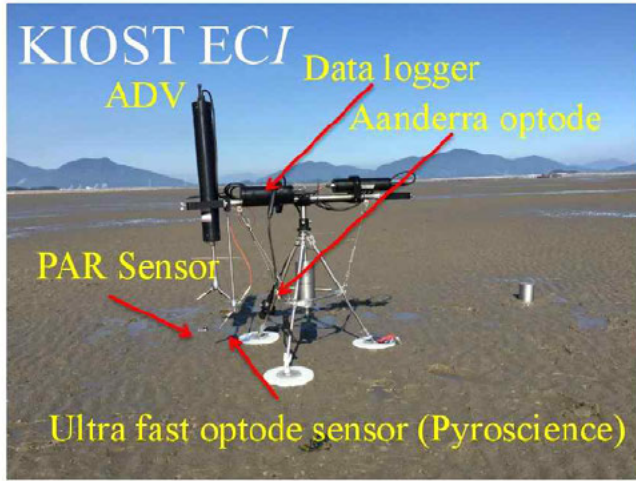 KIOST ECI
ADV
Data logger
Aanderra optode
PAR Sensor
Ultra fast optode sensor (Pyroscience)